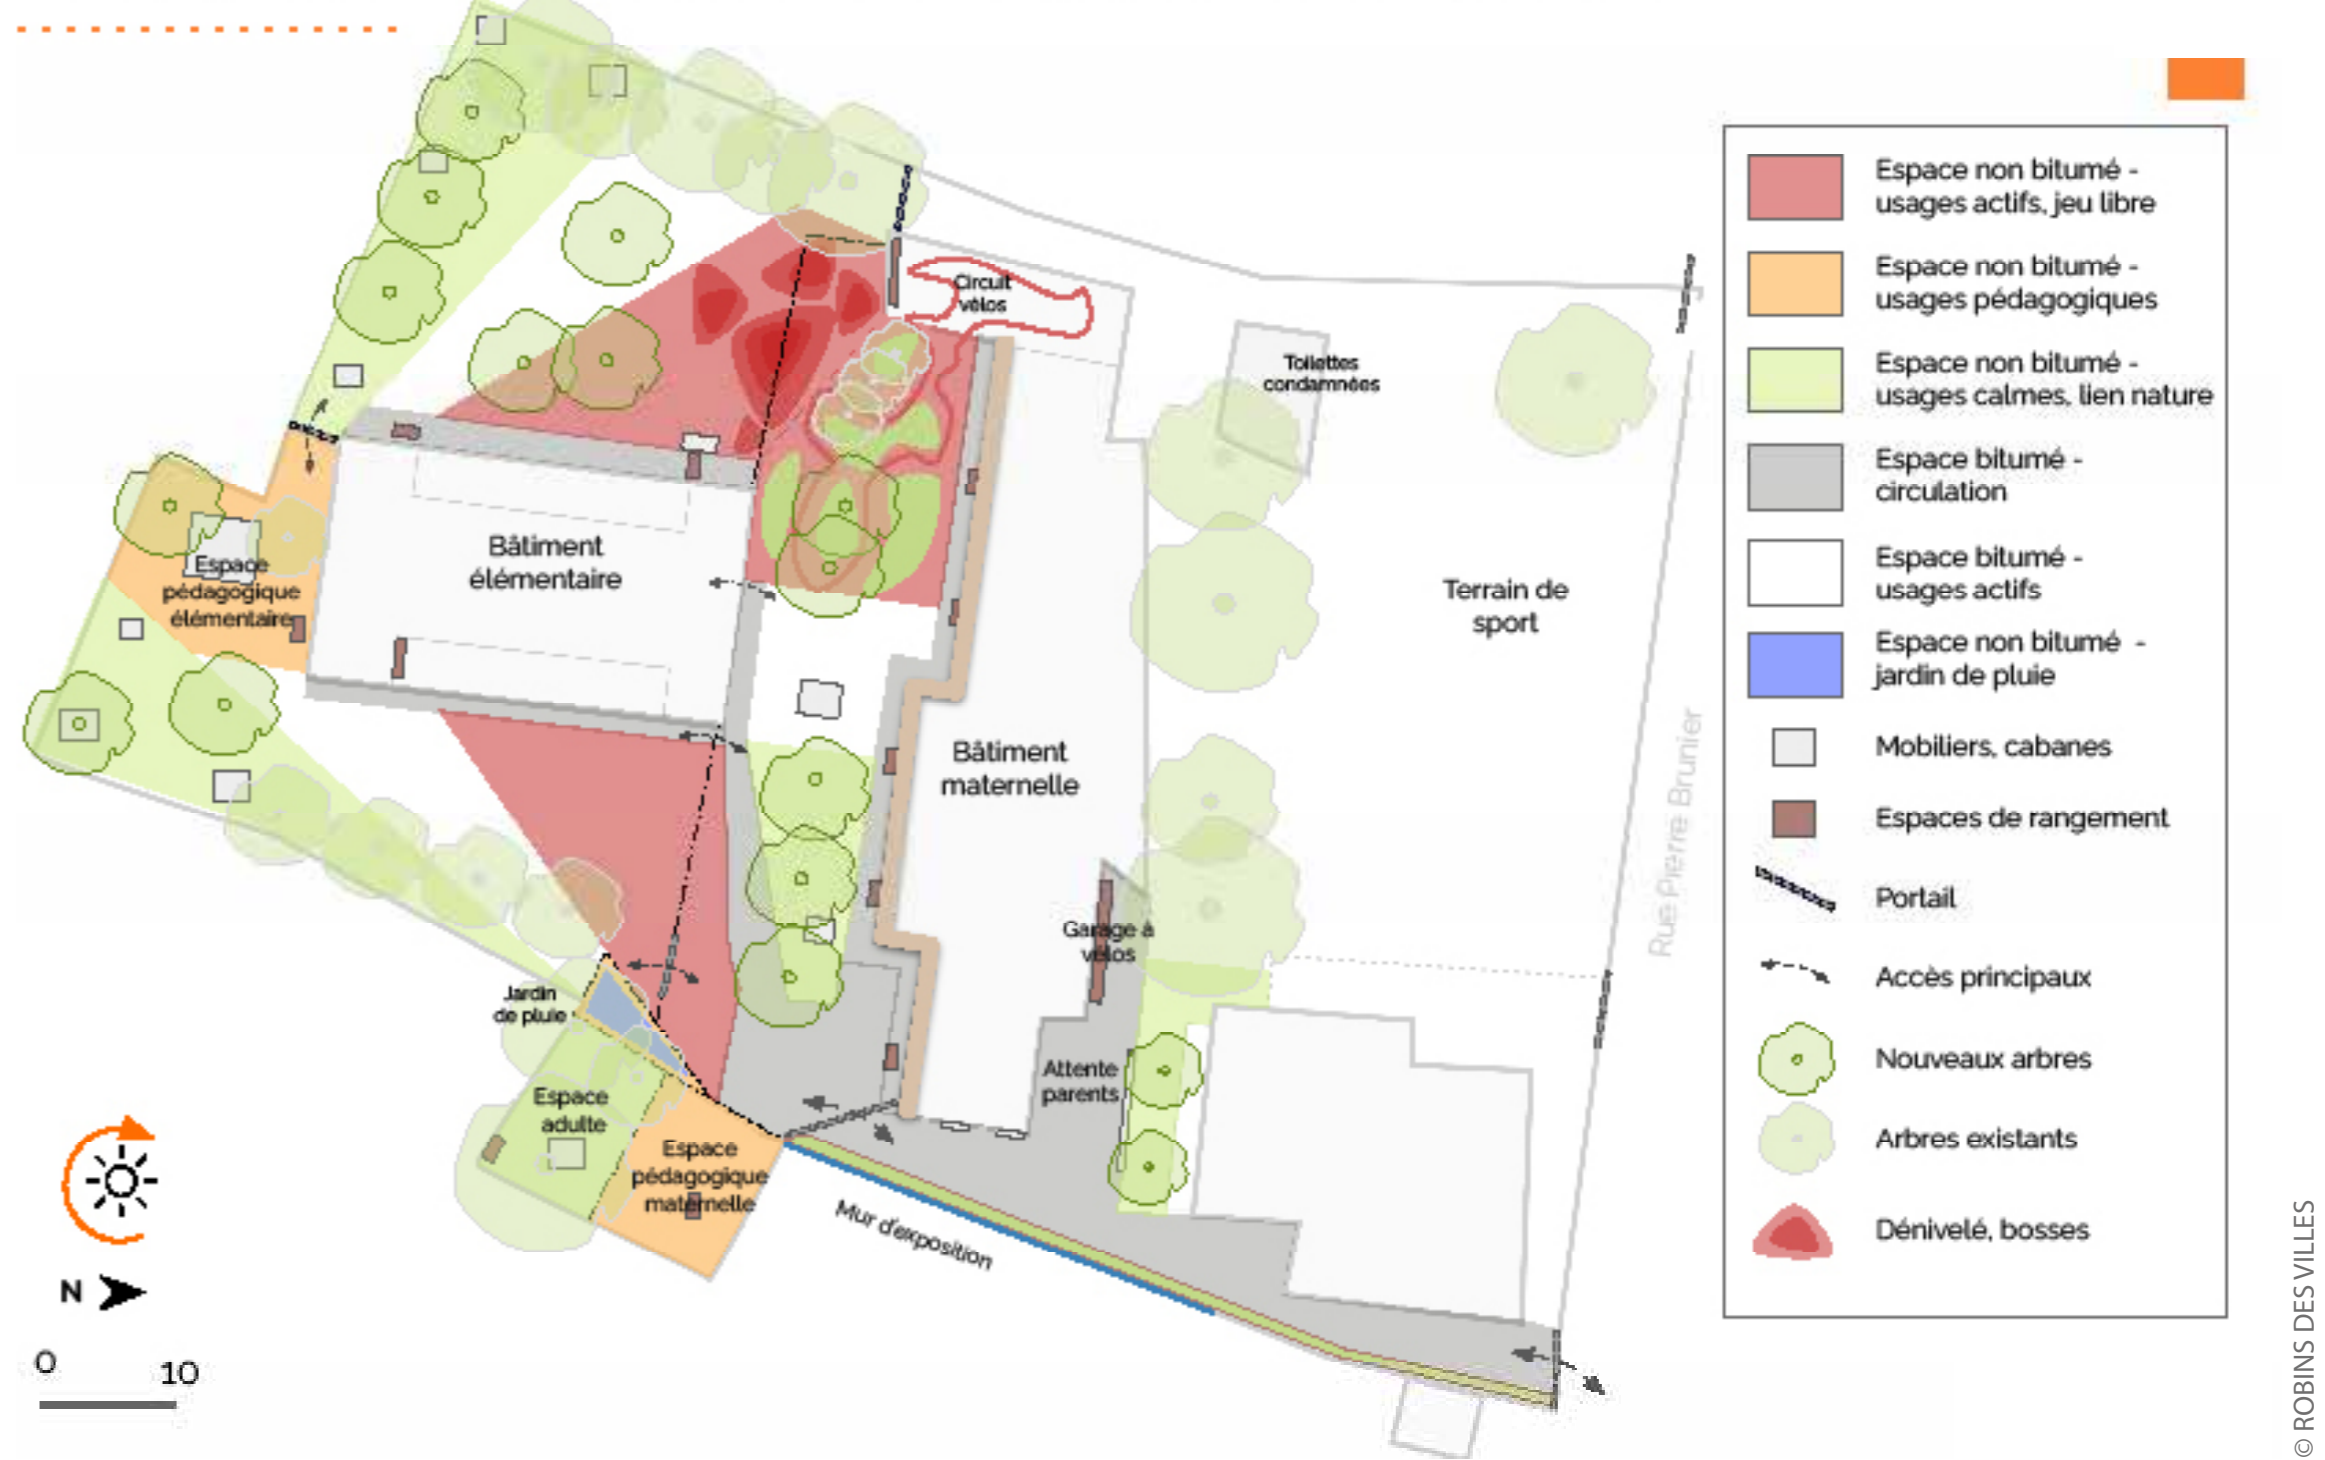 Circuit
vélos
Toilettes
condamnées
Bâtiment
élémentaire
Espace
pédagogique
élémentaire
Terrain de
sport
Bâtiment
maternelle
Rue Pierre Brunier
Garage à
vélos
Jardin
de pluie
Attente
parents
Espace
adulte
Espace
pédagogique
maternelle
Mur d'exposition
N
0 10
Espace non bitumé -
usages actifs, jeu libre
Espace non bitumé -
usages pédagogiques
Espace non bitumé -
usages calmes, lien nature
Espace bitumé -
circulation
Espace bitumé -
usages actifs
Espace non bitumé -
jardin de pluie
Mobiliers, cabanes
Espaces de rangement
Portail
Accès principaux
Nouveaux arbres
Arbres existants
Dénivelé, bosses
© ROBINS DES VILLES